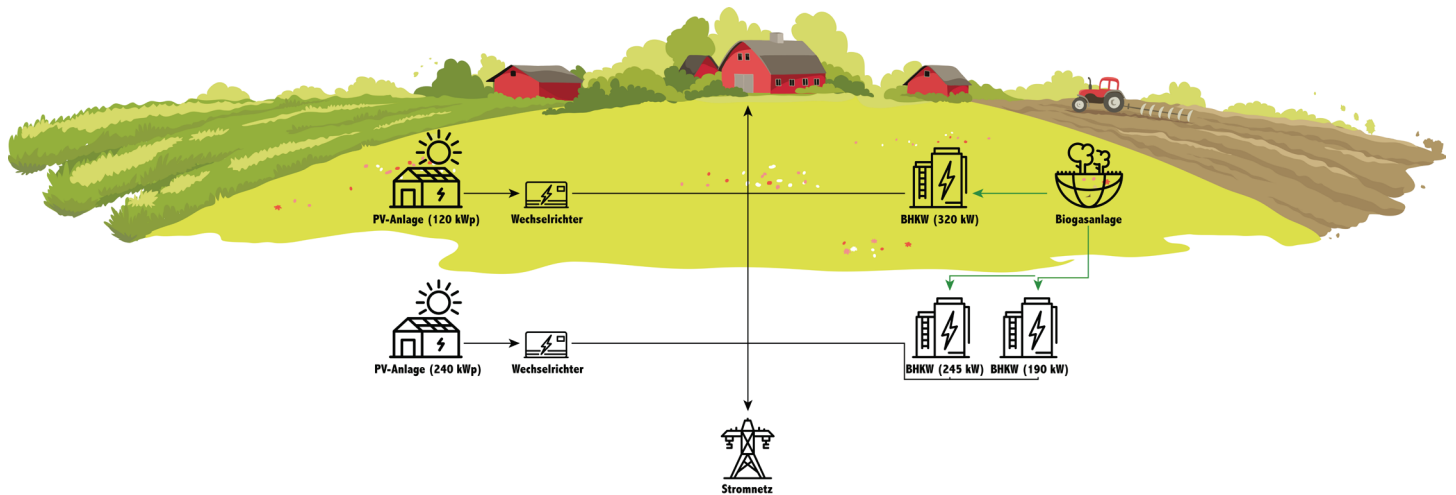 PV-Anlage (120 kWp)
Wechselrichter
BHKW (320 kW)
Biogasanlage
PV-Anlage (240 kWp)
Wechselrichter
BHKW (245 kW)
BHKW (190 kW)
Stromnetz